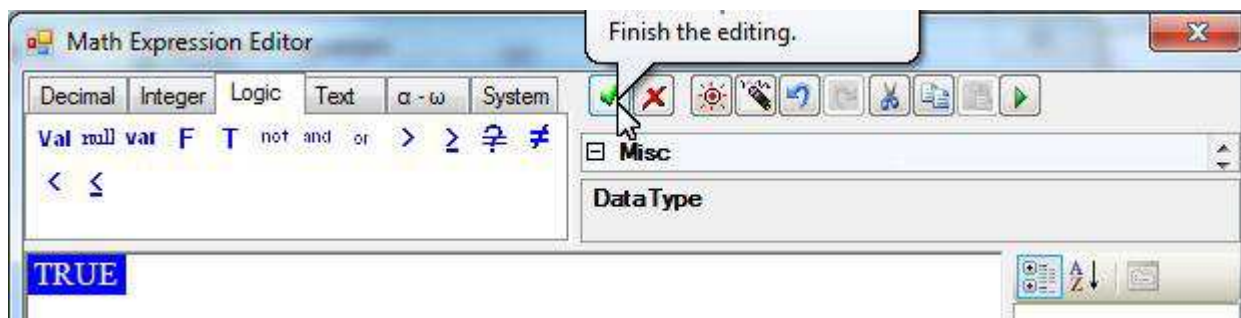 Math Expression Editor
Finish the editing.
Decimal Integer Logic Text α - ω System
Val null var F T not and or > ≥ ≠
< ≤
Misc
DataType
TRUE
A
Z